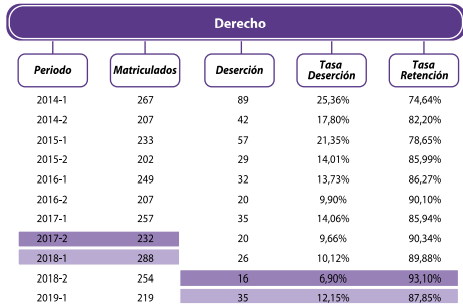 Derecho
Periodo Matriculados Deserción Tasa Deserción Tasa Retención
2014-1 267 89 25,36% 74,64%
2014-2 207 42 17,80% 82,20%
2015-1 233 57 21,35% 78,65%
2015-2 202 29 14,01% 85,99%
2016-1 249 32 13,73% 86,27%
2016-2 207 20 9,90% 90,10%
2017-1 257 35 14,06% 85,94%
2017-2 232 20 9,66% 90,34%
2018-1 288 26 10,12% 89,88%
2018-2 254 16 6,90% 93,10%
2019-1 219 35 12,15% 87,85%